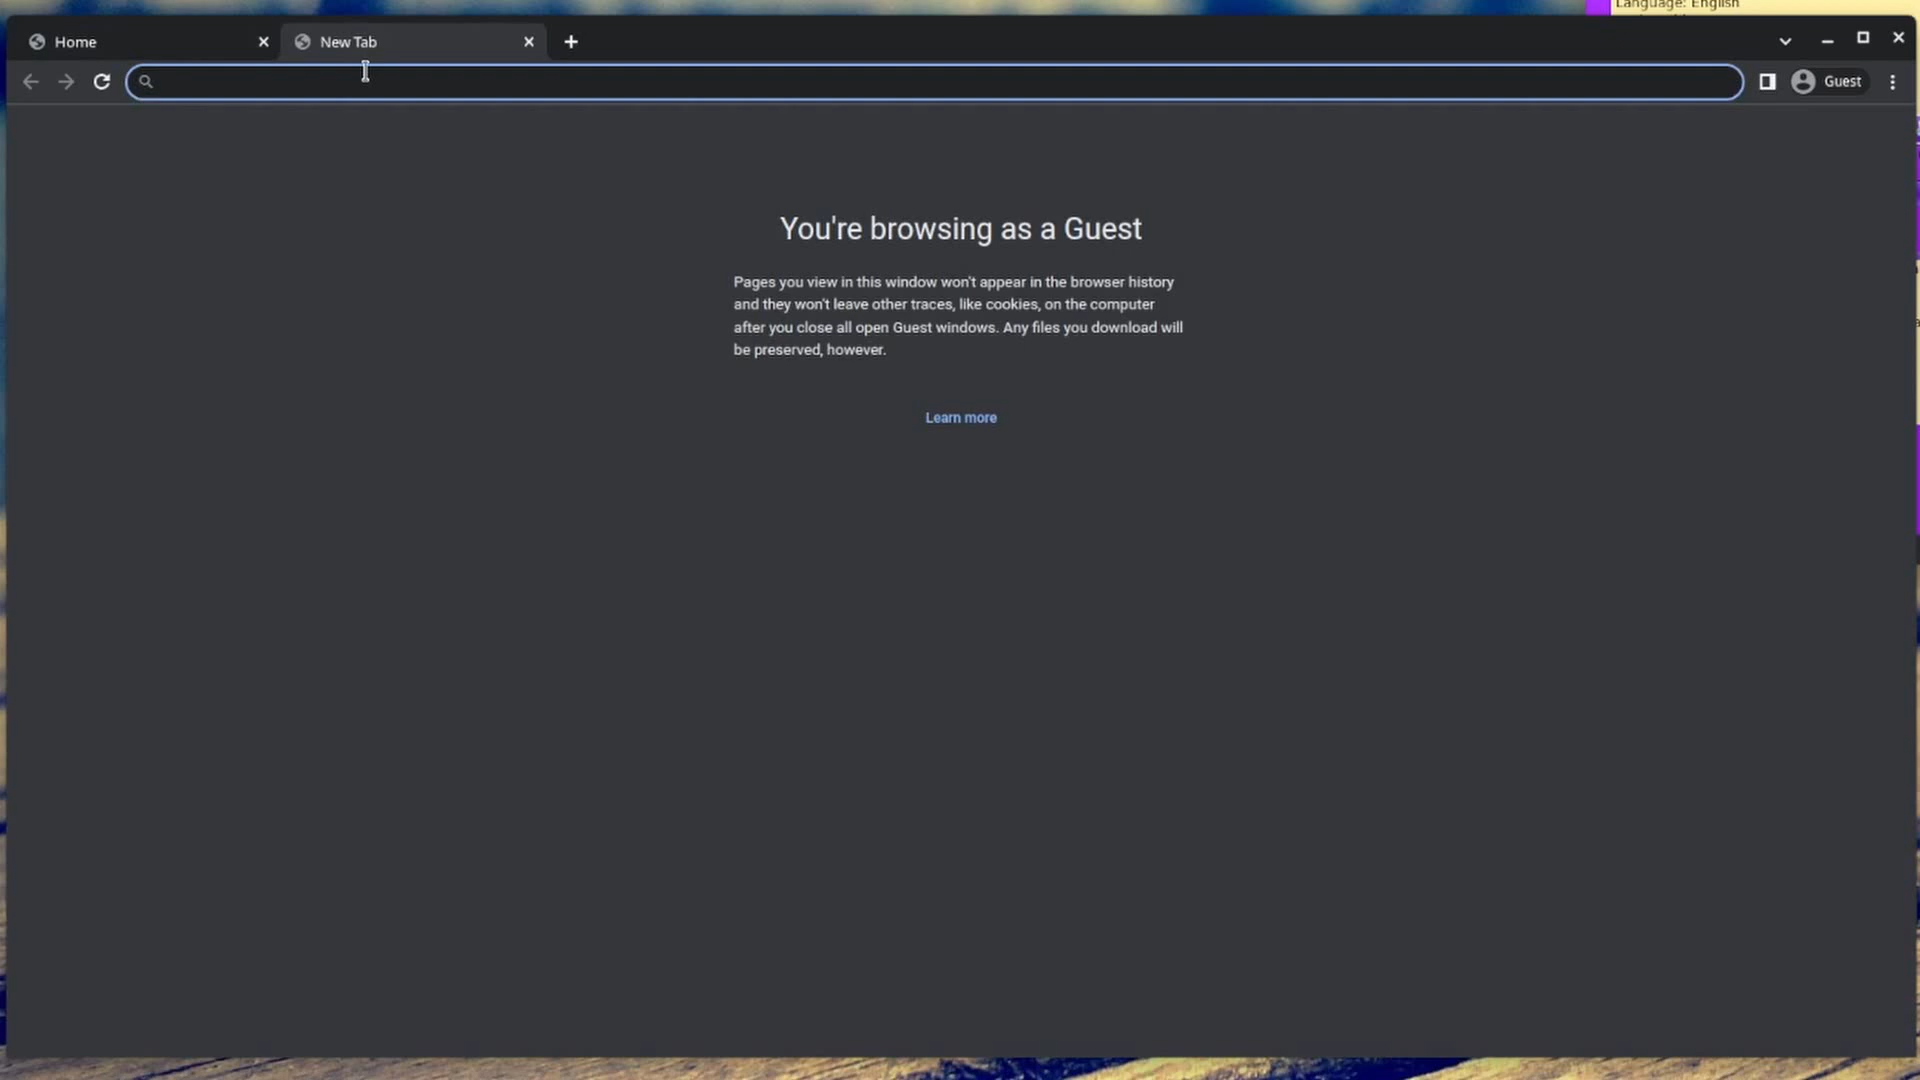 Language: English
Home
New Tab
Guest
You're browsing as a Guest
Pages you view in this window won't appear in the browser history
and they won't leave other traces, like cookies, on the computer
after you close all open Guest windows. Any files you download will
be preserved, however.
Learn more